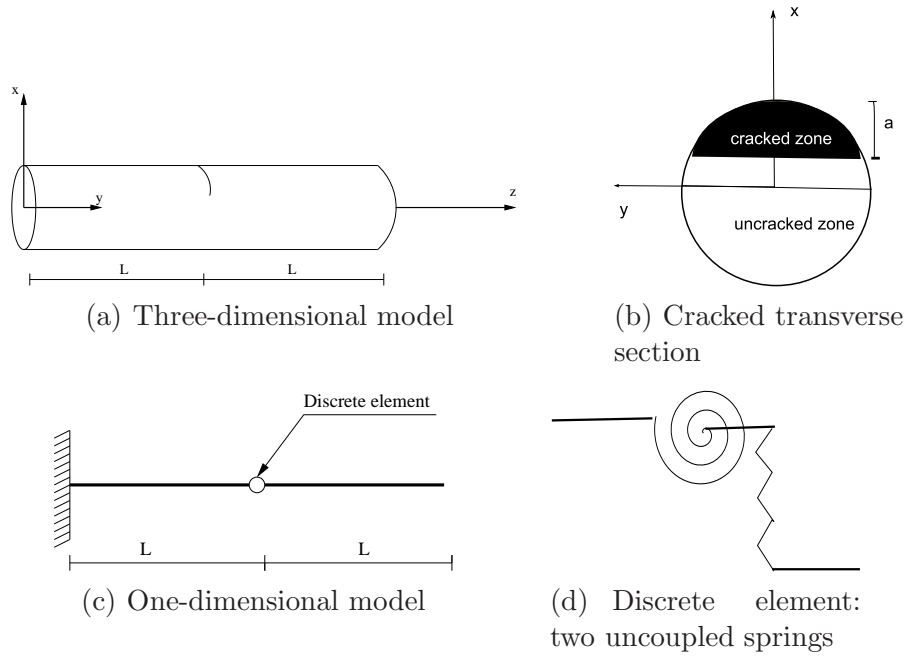 x
y
z
L
L
(a) Three-dimensional model
x
cracked zone
a
y
uncracked zone
(b) Cracked transverse
section
Discrete element
L
L
(c) One-dimensional model
(d) Discrete element:
two uncoupled springs